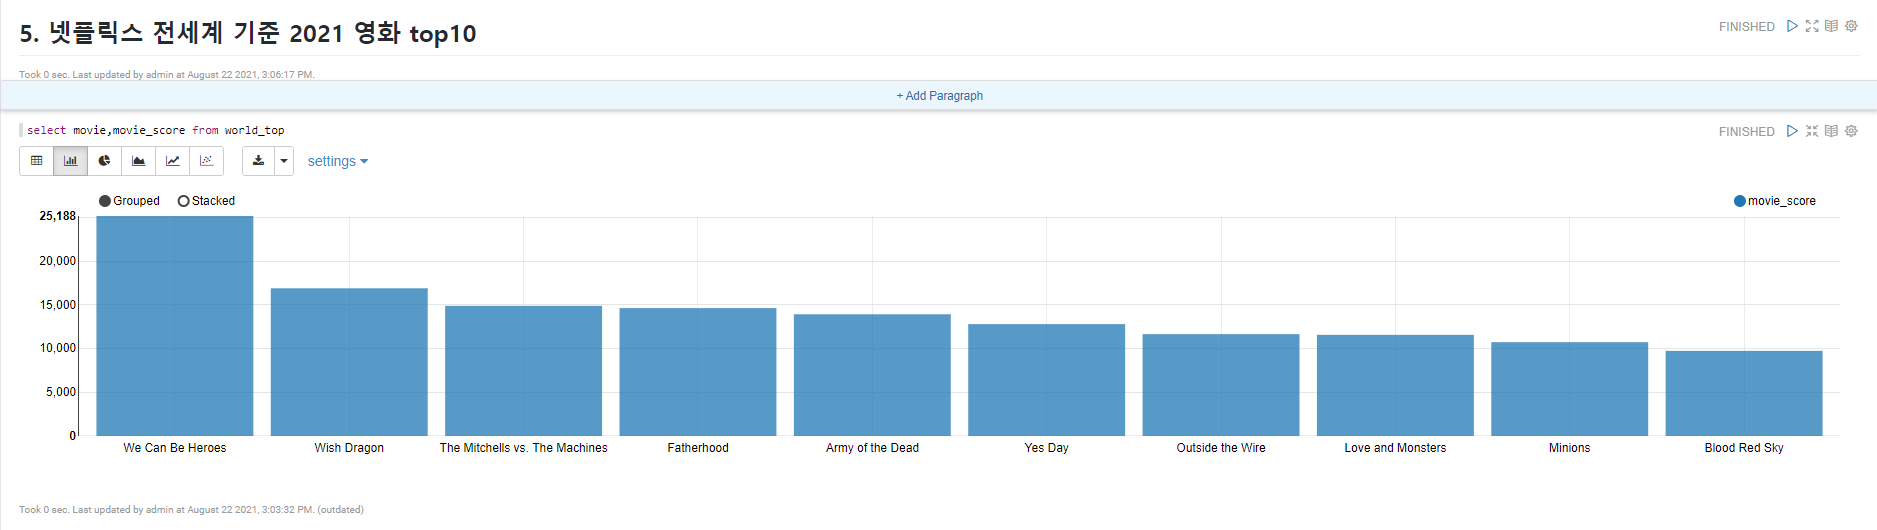 5. 넷플릭스 전세계 기준 2021 영화 top10
FINISHED
Took 0 sec. Last updated by admin at August 22 2021, 3:06:17 PM.
+ Add Paragraph
select movie,movie_score from world_top
FINISHED
settings
Grouped Stacked
movie_score
25,188
20,000
15,000
10,000
5,000
0
We Can Be Heroes Wish Dragon The Mitchells vs. The Machines Fatherhood Army of the Dead Yes Day Outside the Wire Love and Monsters Minions Blood Red Sky
Took 0 sec. Last updated by admin at August 22 2021, 3:03:32 PM. (outdated)